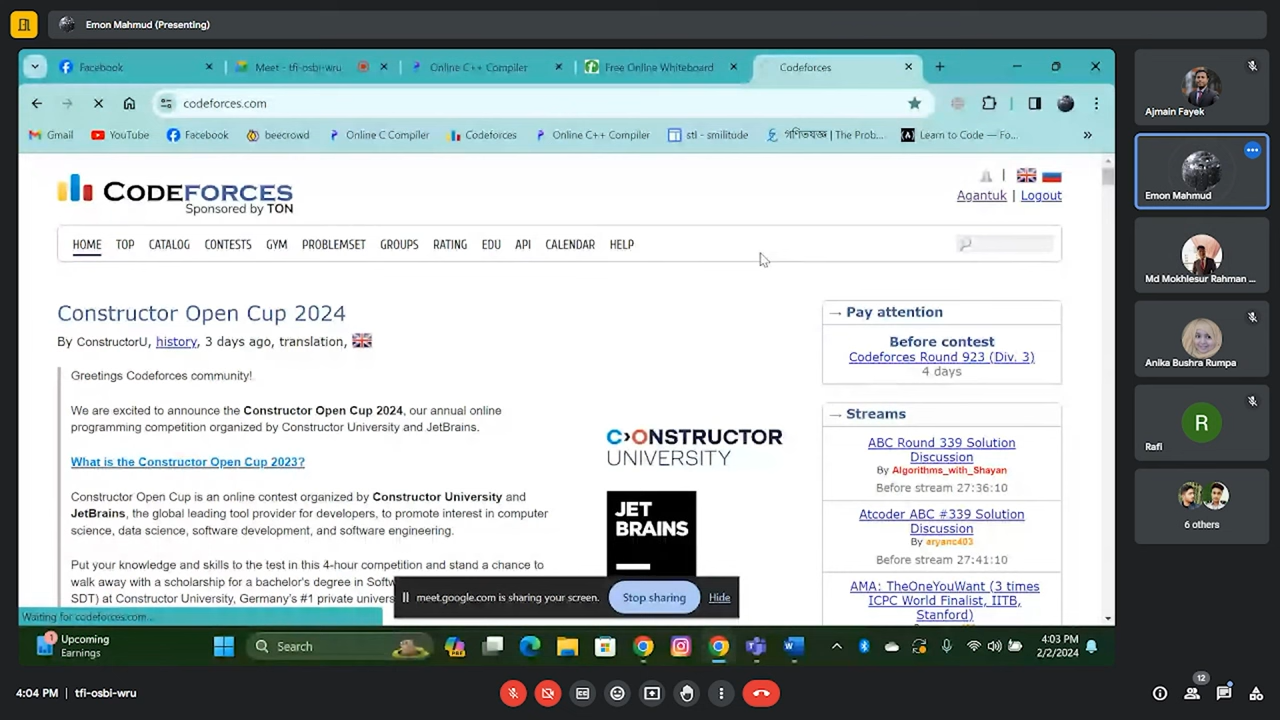 Emon Mahmud (Presenting)
Facebook
Meet - tfi-osbi-wru
Online C++ Compiler
Free Online Whiteboard
Codeforces
codeforces.com
Gmail
YouTube
Facebook
beecrowd
Online C Compiler
Codeforces
Online C++ Compiler
stl - smilitude
গণিতযজ্ঞ | The Prob...
Learn to Code — Fo...
»
CODEFORCES
Sponsored by TON
Agantuk | Logout
HOME TOP CATALOG CONTESTS GYM PROBLEMSET GROUPS RATING EDU API CALENDAR HELP
Constructor Open Cup 2024
By ConstructorU, history, 3 days ago, translation,
Greetings Codeforces community!
We are excited to announce the Constructor Open Cup 2024, our annual online
programming competition organized by Constructor University and JetBrains.
What is the Constructor Open Cup 2023?
Constructor Open Cup is an online contest organized by Constructor University and
JetBrains, the global leading tool provider for developers, to promote interest in computer
science, data science, software development, and software engineering.
Put your knowledge and skills to the test in this 4-hour competition and stand a chance to
walk away with a scholarship for a bachelor's degree in Softw
SDT) at Constructor University, Germany's #1 private univers
C›ONSTRUCTOR
UNIVERSITY
JET
BRAINS
→ Pay attention
Before contest
Codeforces Round 923 (Div. 3)
4 days
→ Streams
ABC Round 339 Solution
Discussion
By Algorithms_with_Shayan
Before stream 27:36:10
Atcoder ABC #339 Solution
Discussion
By aryanc403
Before stream 27:41:10
AMA: TheOneYouWant (3 times
ICPC World Finalist, IITB,
Stanford)
meet.google.com is sharing your screen.
Stop sharing
Hide
Waiting for codeforces.com...
1
Upcoming
Earnings
Search
4:03 PM
2/2/2024
Ajmain Fayek
Emon Mahmud
Md Mokhlesur Rahman ...
Anika Bushra Rumpa
R
Rafi
6 others
4:04 PM | tfi-osbi-wru
12